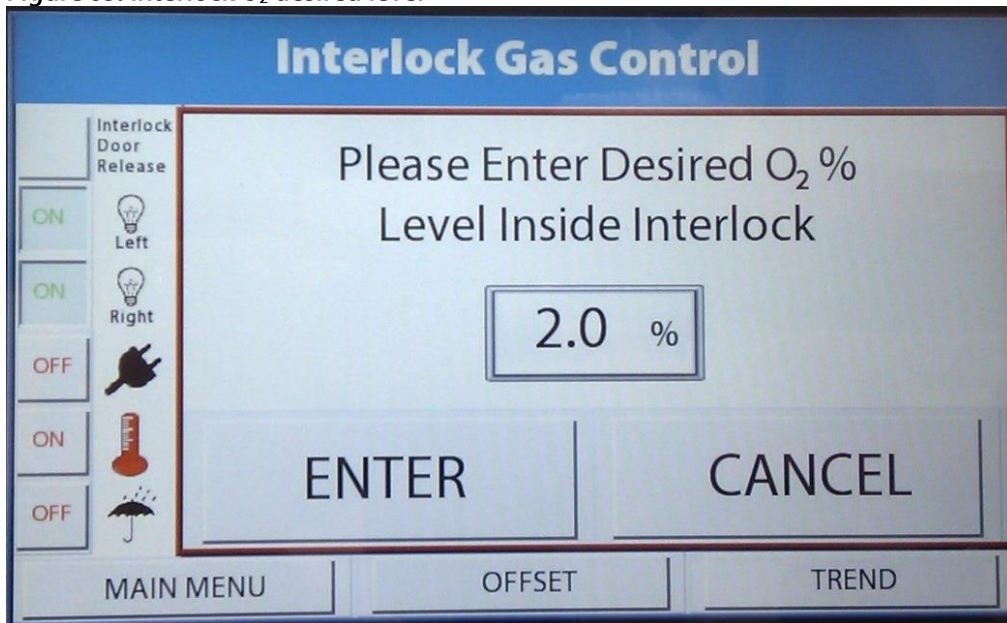 Interlock Gas Control
Interlock
Door
Release
ON
Left
ON
Right
OFF
ON
OFF
Please Enter Desired O₂ %
Level Inside Interlock
2.0 %
ENTER
CANCEL
MAIN MENU
OFFSET
TREND